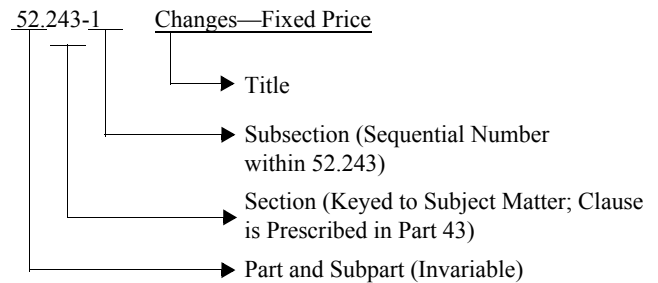 52.243-1 Changes—Fixed Price
Title
Subsection (Sequential Number
within 52.243)
Section (Keyed to Subject Matter; Clause
is Prescribed in Part 43)
Part and Subpart (Invariable)